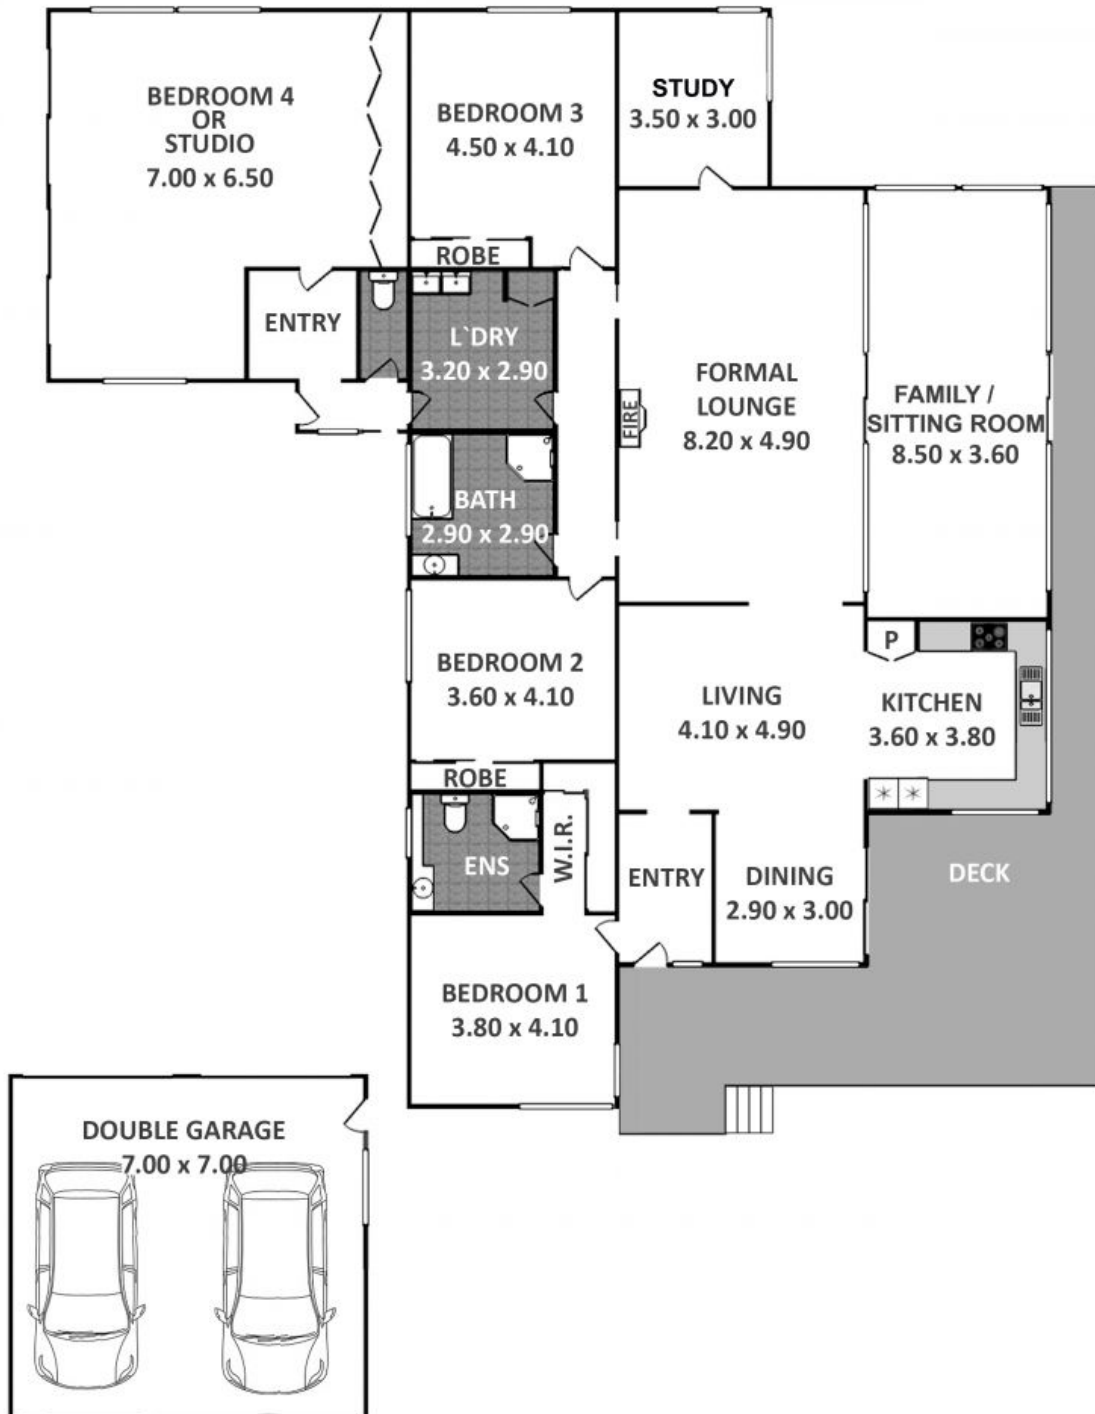 BEDROOM 4
OR
STUDIO
7.00 x 6.50
BEDROOM 3
4.50 x 4.10
STUDY
3.50 x 3.00
ROBE
ENTRY
L`DRY
3.20 x 2.90
FORMAL
LOUNGE
8.20 x 4.90
FIRE
FAMILY /
SITTING ROOM
8.50 x 3.60
BATH
2.90 x 2.90
BEDROOM 2
3.60 x 4.10
LIVING
4.10 x 4.90
P
KITCHEN
3.60 x 3.80
ROBE
W.I.R.
ENS
ENTRY
DINING
2.90 x 3.00
DECK
BEDROOM 1
3.80 x 4.10
DOUBLE GARAGE
7.00 x 7.00